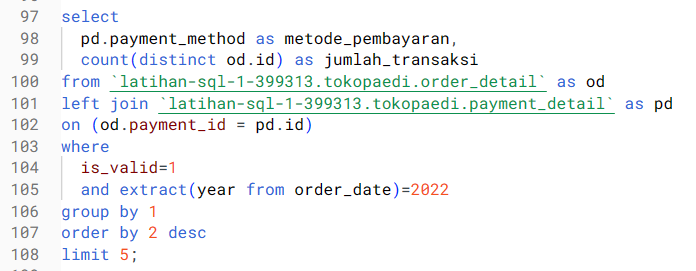 97 select
98 pd.payment_method as metode_pembayaran,
99 count(distinct od.id) as jumlah_transaksi
100 from `latihan-sql-1-399313.tokopaedi.order_detail` as od
101 left join `latihan-sql-1-399313.tokopaedi.payment_detail` as pd
102 on (od.payment_id = pd.id)
103 where
104 is_valid=1
105 and extract(year from order_date)=2022
106 group by 1
107 order by 2 desc
108 limit 5;